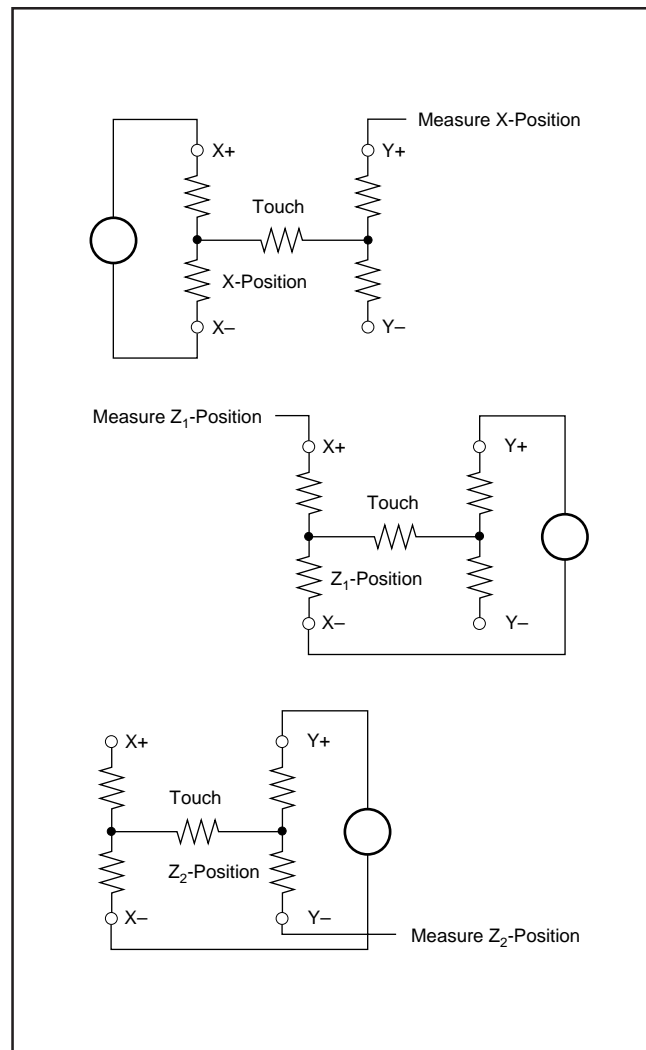 Measure X-Position
X+
Y+
Touch
X-Position
X–
Y–
Measure Z₁-Position
X+
Y+
Touch
Z₁-Position
X–
Y–
X+
Y+
Touch
Z₂-Position
X–
Y–
Measure Z₂-Position